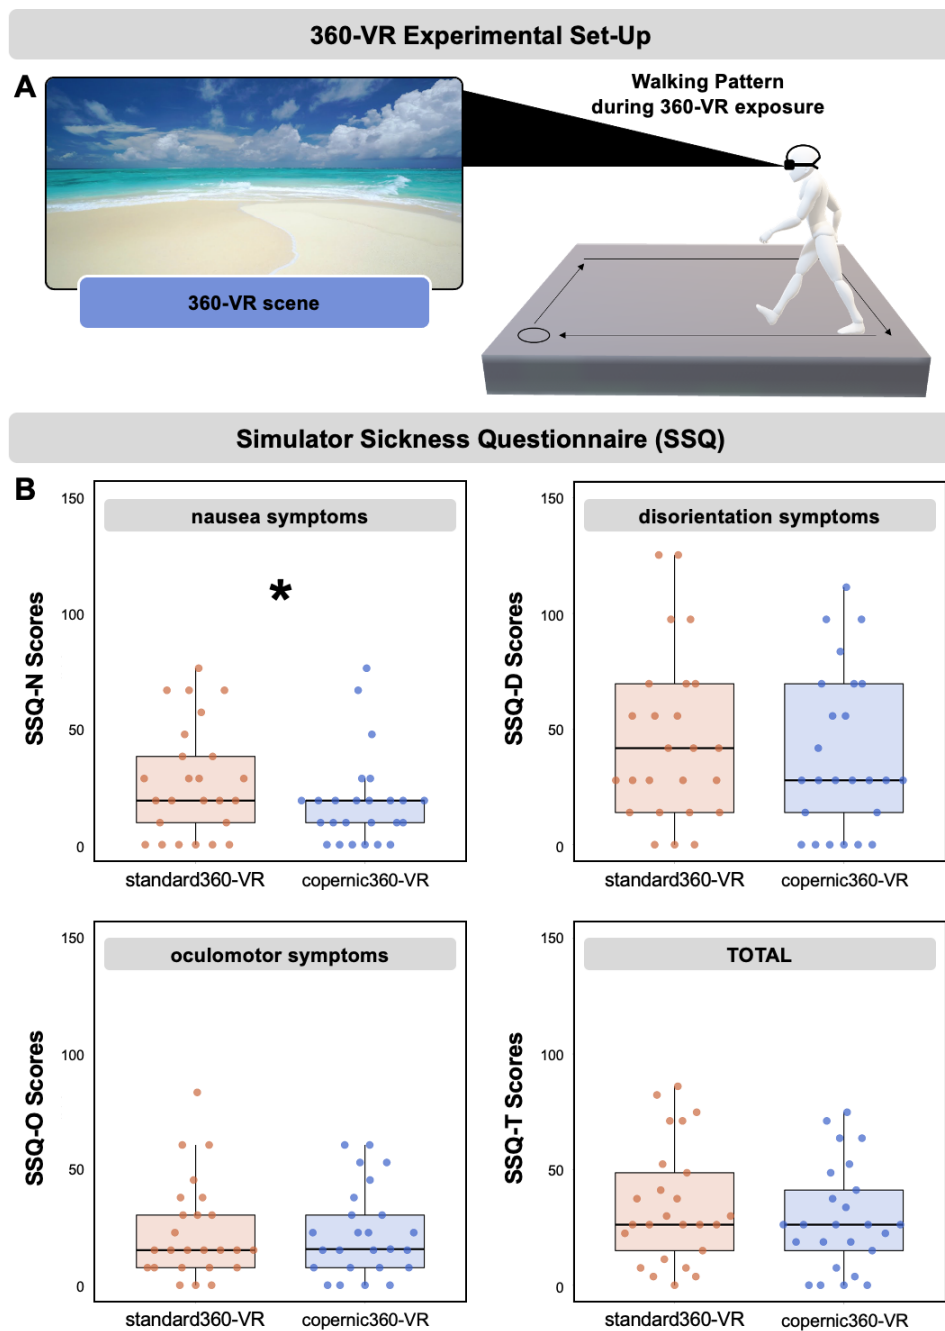 360-VR Experimental Set-Up
A
Walking Pattern
during 360-VR exposure
360-VR scene
Simulator Sickness Questionnaire (SSQ)
B
nausea symptoms
SSQ-N Scores
150
100
50
0
*
standard360-VR
copernic360-VR
disorientation symptoms
SSQ-D Scores
150
100
50
0
standard360-VR
copernic360-VR
oculomotor symptoms
SSQ-O Scores
150
100
50
0
standard360-VR
copernic360-VR
TOTAL
SSQ-T Scores
150
100
50
0
standard360-VR
copernic360-VR